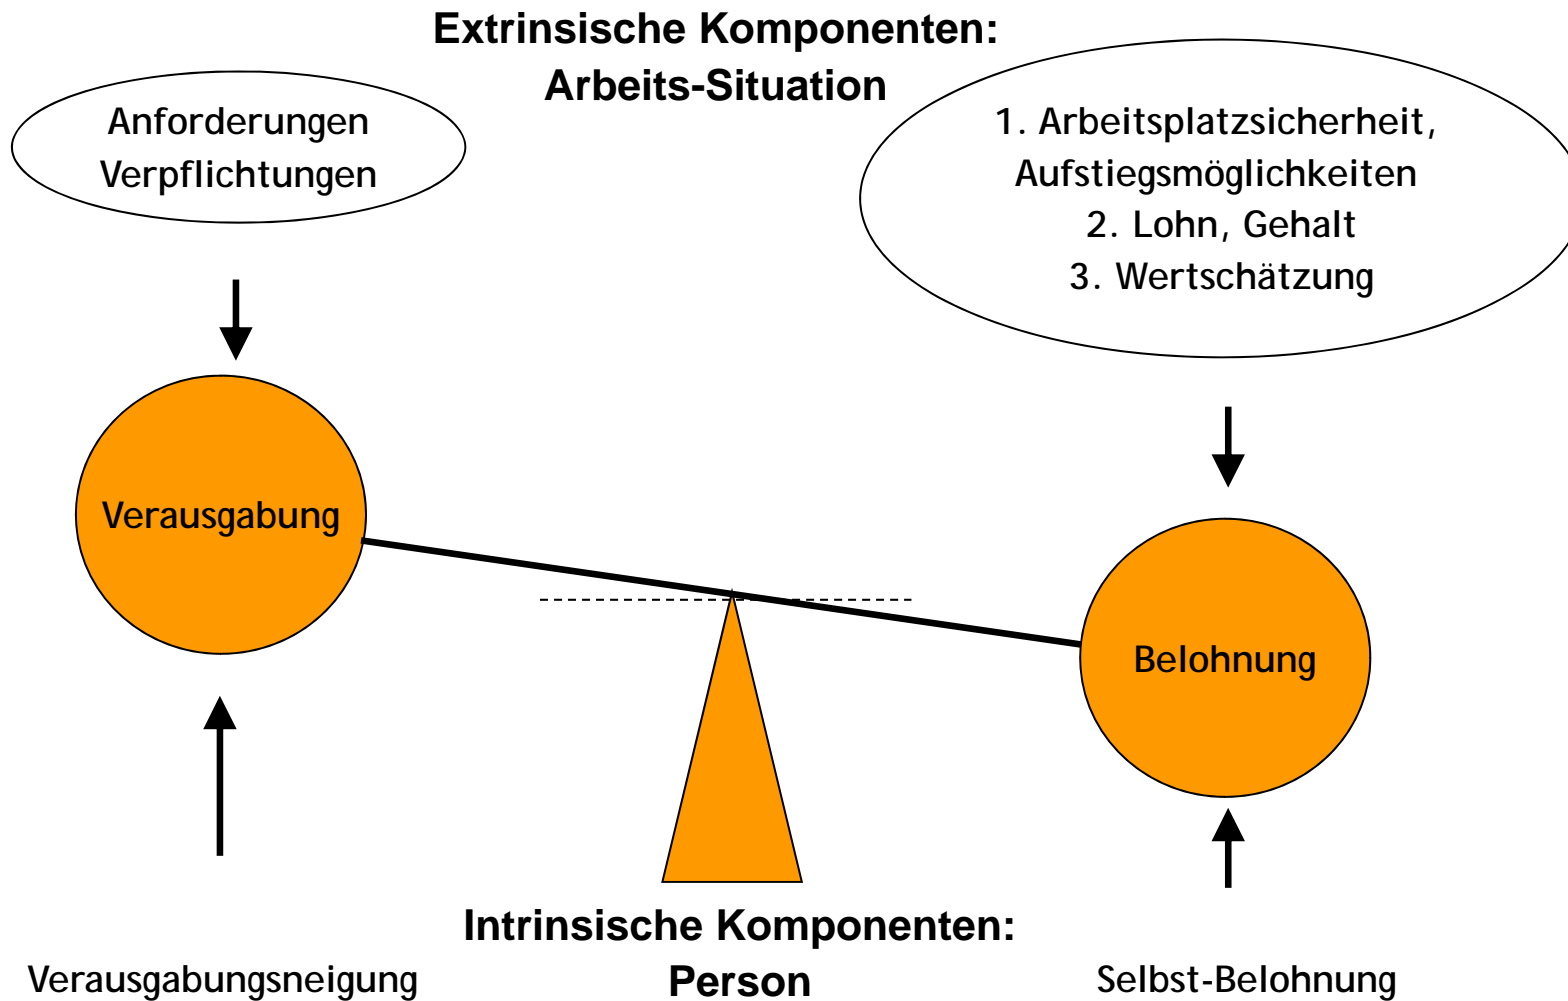 Extrinsische Komponenten:
Arbeits-Situation
Anforderungen
Verpflichtungen
1. Arbeitsplatzsicherheit,
Aufstiegsmöglichkeiten
2. Lohn, Gehalt
3. Wertschätzung
Verausgabung
Belohnung
Intrinsische Komponenten:
Person
Verausgabungsneigung
Selbst-Belohnung